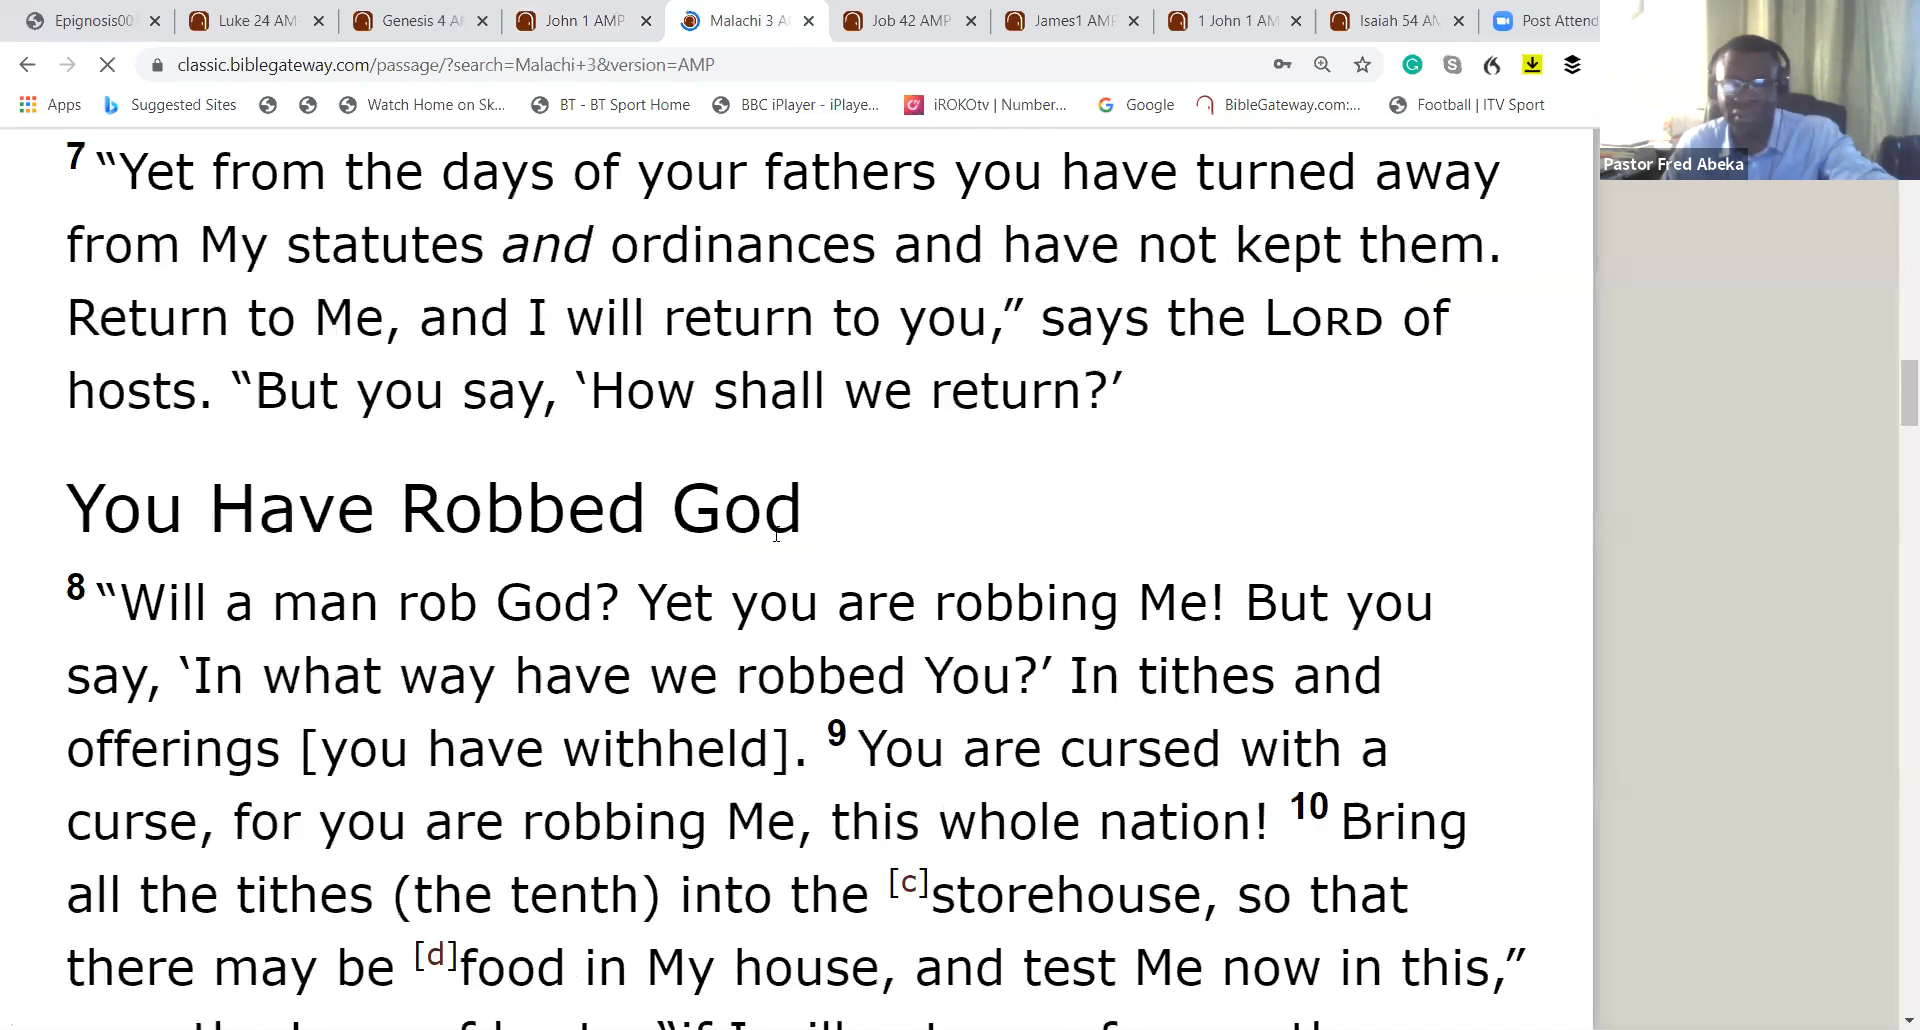 Epignosis00
Luke 24 AM
Genesis 4 A
John 1 AMP
Malachi 3 A
Job 42 AMP
James1 AM
1 John 1 AM
Isaiah 54 AM
Post Attend
classic.biblegateway.com/passage/?search=Malachi+3&version=AMP
Apps
Suggested Sites
Watch Home on Sk...
BT - BT Sport Home
BBC iPlayer - iPlaye...
iROKOtv | Number...
Google
BibleGateway.com:...
Football | ITV Sport
Pastor Fred Abeka
7 “Yet from the days of your fathers you have turned away
from My statutes and ordinances and have not kept them.
Return to Me, and I will return to you,” says the LORD of
hosts. “But you say, ‘How shall we return?’
You Have Robbed God
8 “Will a man rob God? Yet you are robbing Me! But you
say, ‘In what way have we robbed You?’ In tithes and
offerings [you have withheld]. 9 You are cursed with a
curse, for you are robbing Me, this whole nation! 10 Bring
all the tithes (the tenth) into the [c]storehouse, so that
there may be [d]food in My house, and test Me now in this,”